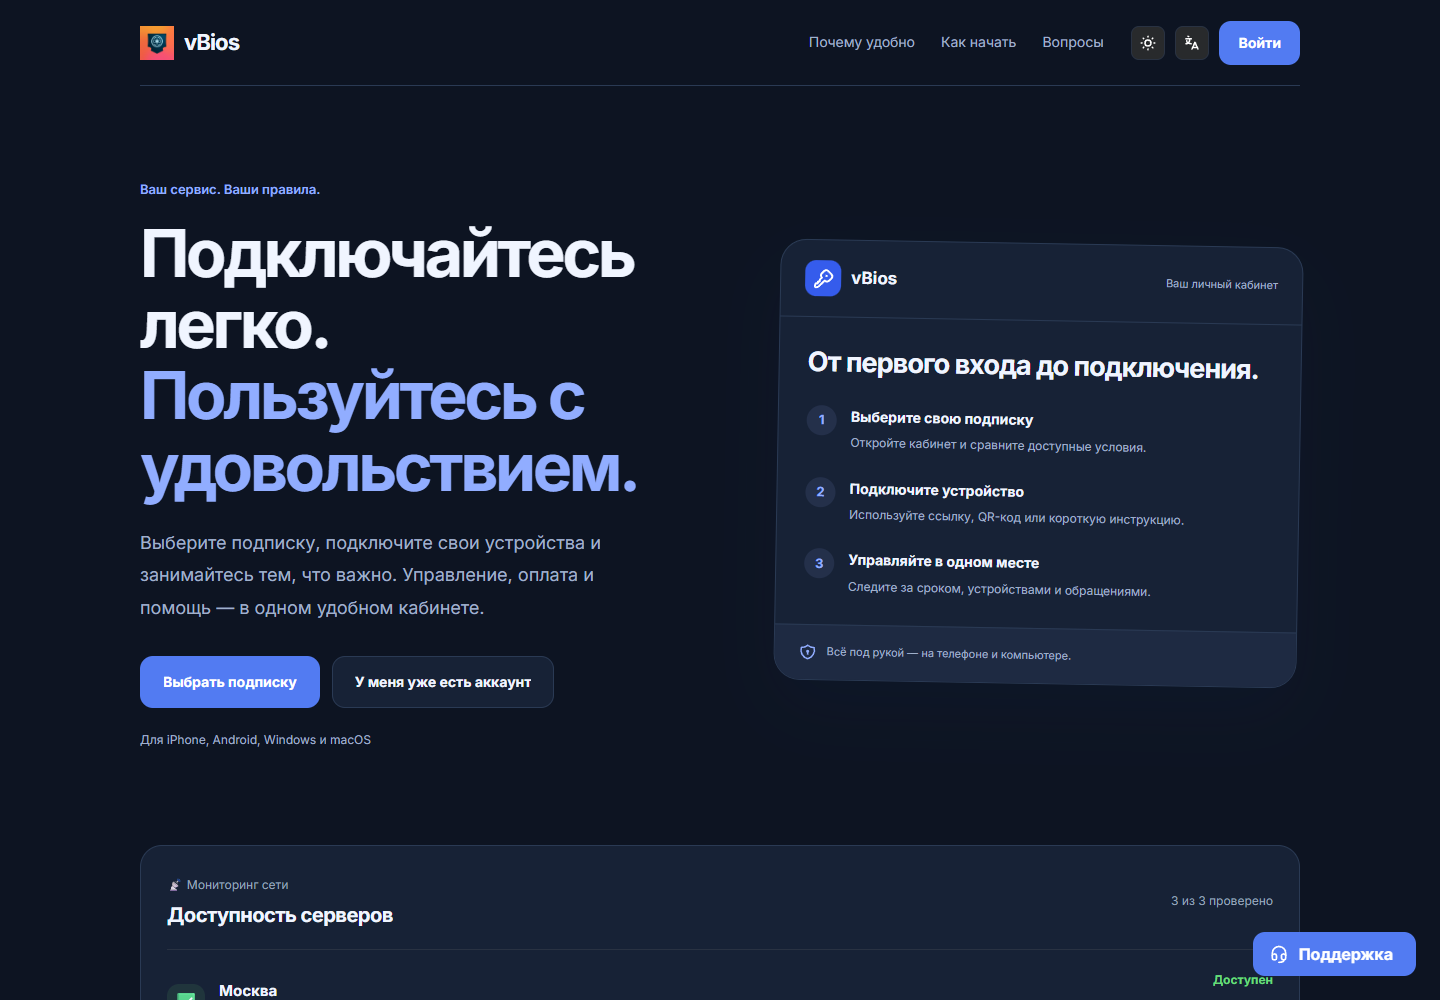 vBios
Почему удобно
Как начать
Вопросы
Войти
Ваш сервис. Ваши правила.
Подключайтесь
легко.
Пользуйтесь с
удовольствием.
Выберите подписку, подключите свои устройства и
занимайтесь тем, что важно. Управление, оплата и
помощь — в одном удобном кабинете.
Выбрать подписку
У меня уже есть аккаунт
Для iPhone, Android, Windows и macOS
vBios
Ваш личный кабинет
От первого входа до подключения.
1
Выберите свою подписку
Откройте кабинет и сравните доступные условия.
2
Подключите устройство
Используйте ссылку, QR-код или короткую инструкцию.
3
Управляйте в одном месте
Следите за сроком, устройствами и обращениями.
Всё под рукой — на телефоне и компьютере.
Мониторинг сети
Доступность серверов
3 из 3 проверено
Москва
Доступен
Поддержка